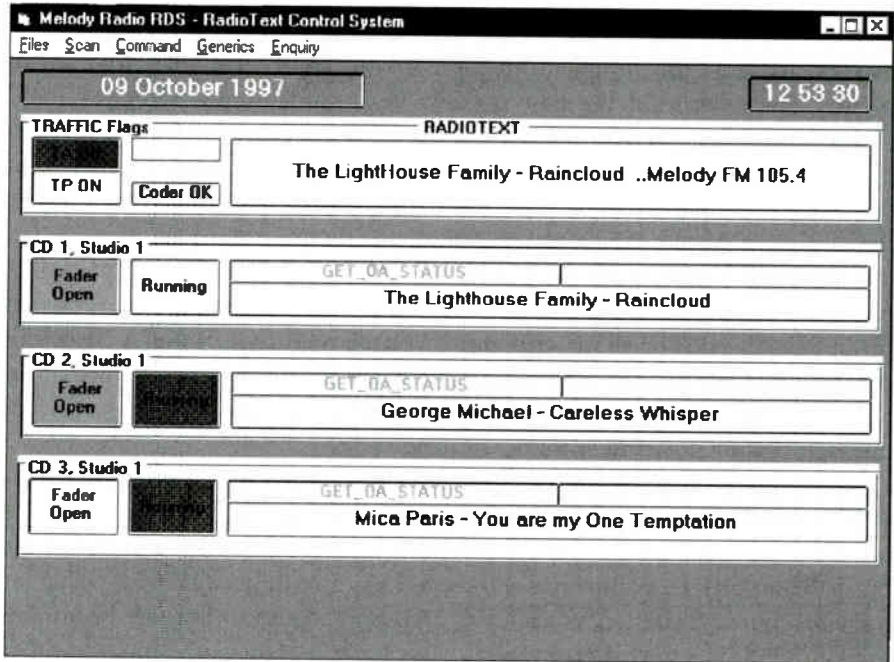 Melody Radio RDS - RadioText Control System
Files Scan Command Generics Enquiry
09 October 1997
12 53 30
TRAFFIC Flags
RADIOTEXT
TP ON
Coder OK
The LightHouse Family - Raincloud ..Melody FM 105.4
CD 1, Studio 1
Fader Open
Running
GET_OA_STATUS
The Lighthouse Family - Raincloud
CD 2, Studio 1
Fader Open
Running
GET_OA_STATUS
George Michael - Careless Whisper
CD 3, Studio 1
Fader Open
Running
GET_OA_STATUS
Mica Paris - You are my One Temptation